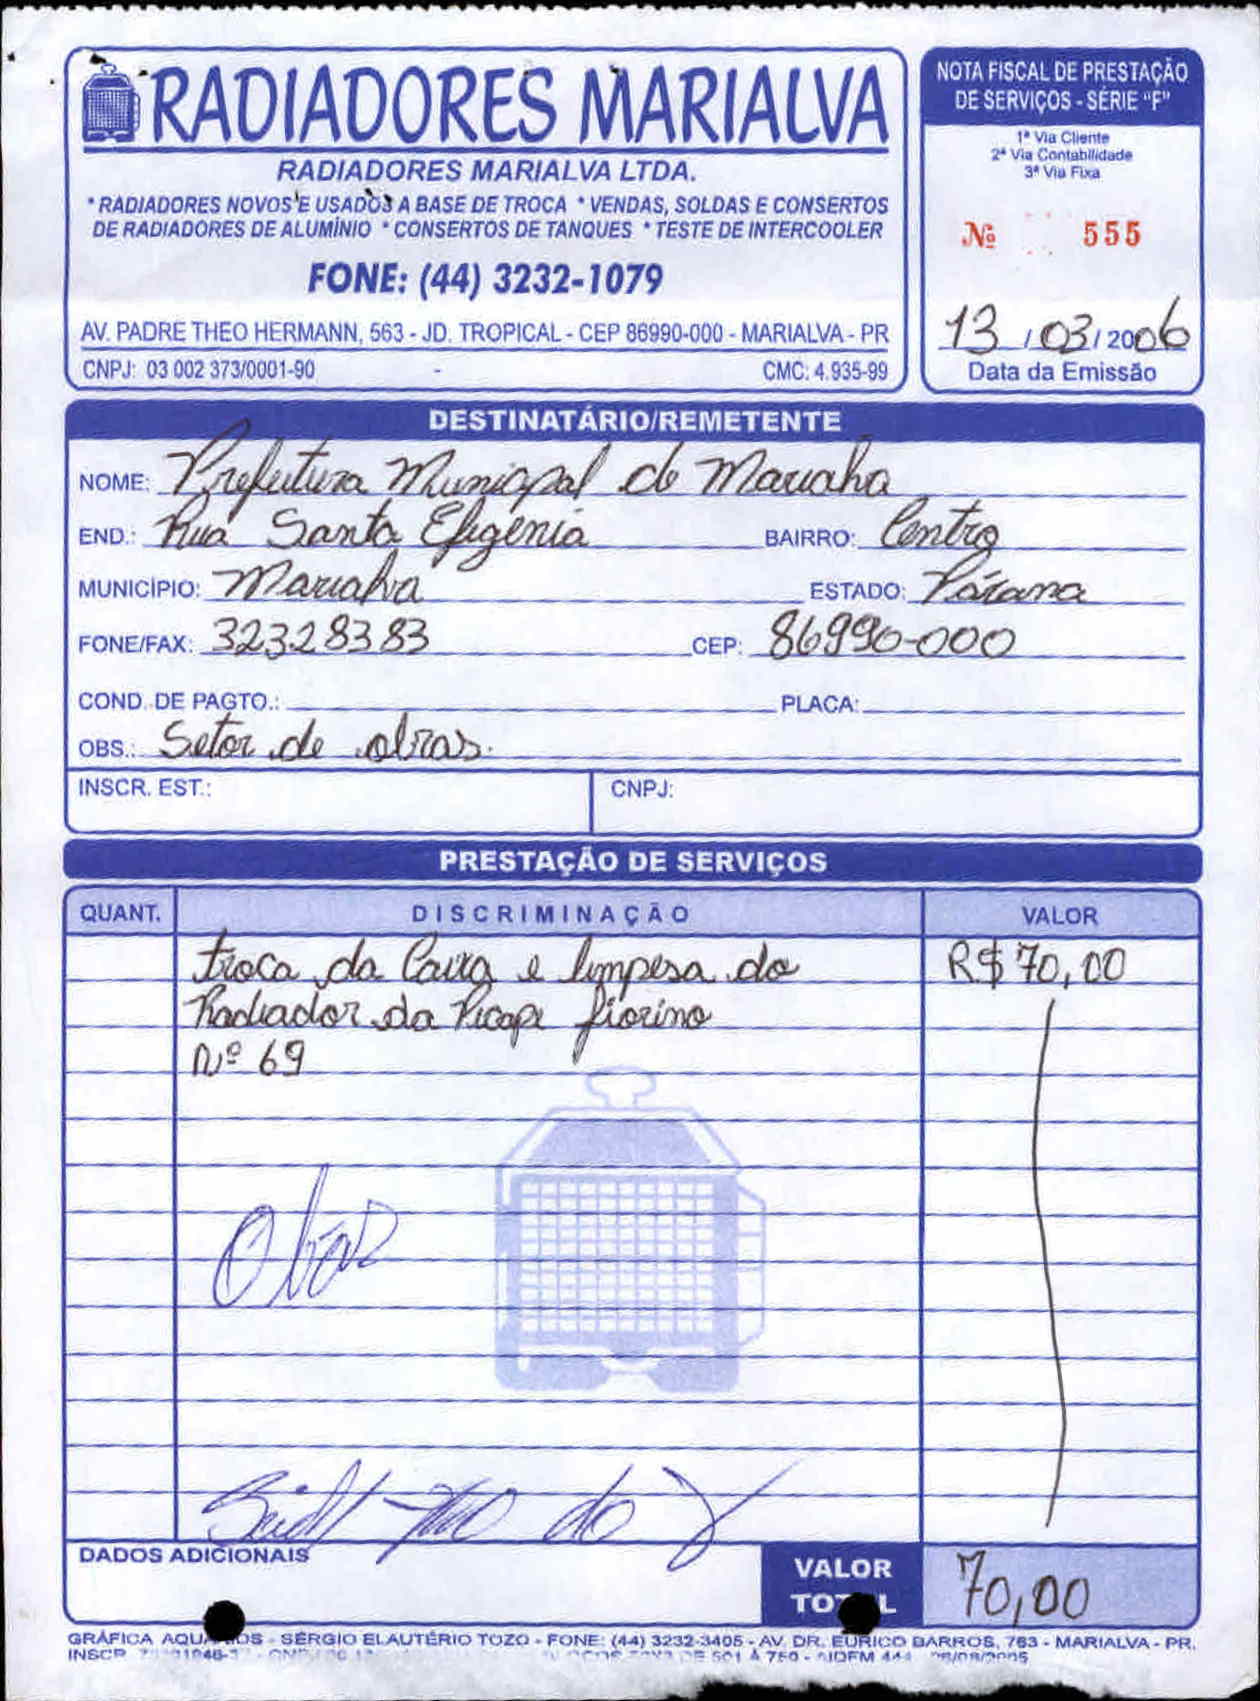 RADIADORES MARIALVA
RADIADORES MARIALVA LTDA.
* RADIADORES NOVOS E USADOS A BASE DE TROCA * VENDAS, SOLDAS E CONSERTOS
DE RADIADORES DE ALUMÍNIO * CONSERTOS DE TANQUES * TESTE DE INTERCOOLER
FONE: (44) 3232-1079
AV. PADRE THEO HERMANN, 563 - JD. TROPICAL - CEP 86990-000 - MARIALVA - PR
CNPJ: 03 002 373/0001-90 CMC: 4.935-99
NOTA FISCAL DE PRESTAÇÃO
DE SERVIÇOS - SÉRIE "F"
1ª Via Cliente
2ª Via Contabilidade
3ª Via Fixa
Nº 555
13/03/2006
Data da Emissão
DESTINATÁRIO/REMETENTE
NOME: Prefeitura Municipal de Marialva
END.: Rua Santa Efigênia BAIRRO: Centro
MUNICÍPIO: Marialva ESTADO: Párana
FONE/FAX: 32328383 CEP: 86990-000
COND. DE PAGTO.: PLACA:
OBS.: Setor de obras.
INSCR. EST.: CNPJ:
PRESTAÇÃO DE SERVIÇOS
QUANT. DISCRIMINAÇÃO VALOR
troca da Caixa e limpesa do R$ 70,00
Radiador da Picape fiorino
Nº 69
Obras
DADOS ADICIONAIS
VALOR
TOTAL 70,00
GRÁFICA - SÉRGIO ELAUTÉRIO TOZO - FONE: (44) 3232-3405 - AV. DR. EURICO BARROS, 763 - MARIALVA - PR.
INSCR. 501 À 750 - AIDFM